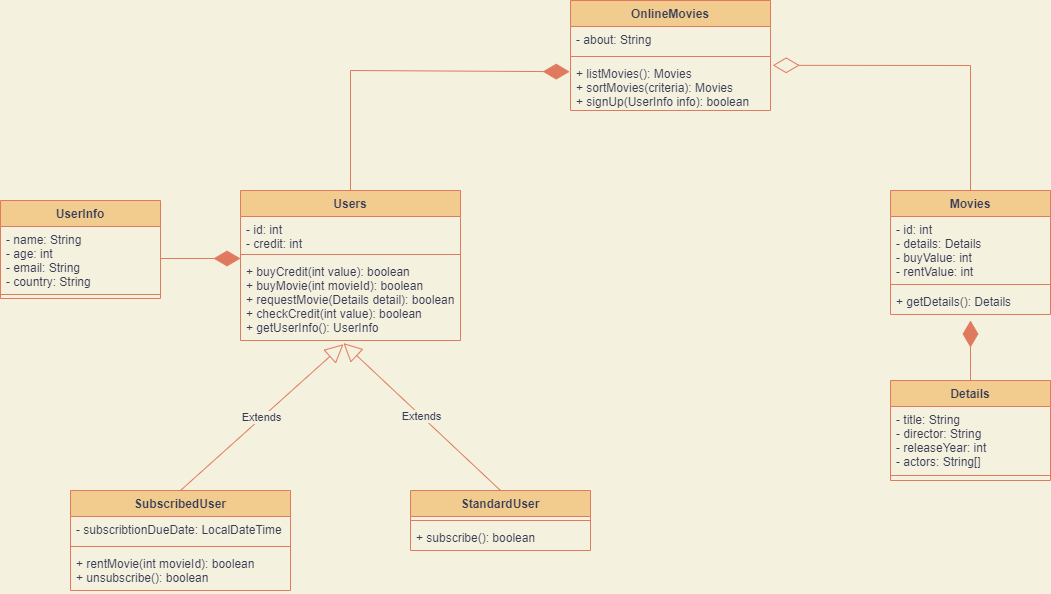 OnlineMovies
- about: String
+ listMovies(): Movies
+ sortMovies(criteria): Movies
+ signUp(UserInfo info): boolean
UserInfo
- name: String
- age: int
- email: String
- country: String
Users
- id: int
- credit: int
+ buyCredit(int value): boolean
+ buyMovie(int movieId): boolean
+ requestMovie(Details detail): boolean
+ checkCredit(int value): boolean
+ getUserInfo(): UserInfo
Movies
- id: int
- details: Details
- buyValue: int
- rentValue: int
+ getDetails(): Details
Extends
Extends
Details
- title: String
- director: String
- releaseYear: int
- actors: String[]
SubscribedUser
- subscribtionDueDate: LocalDateTime
+ rentMovie(int movieId): boolean
+ unsubscribe(): boolean
StandardUser
+ subscribe(): boolean